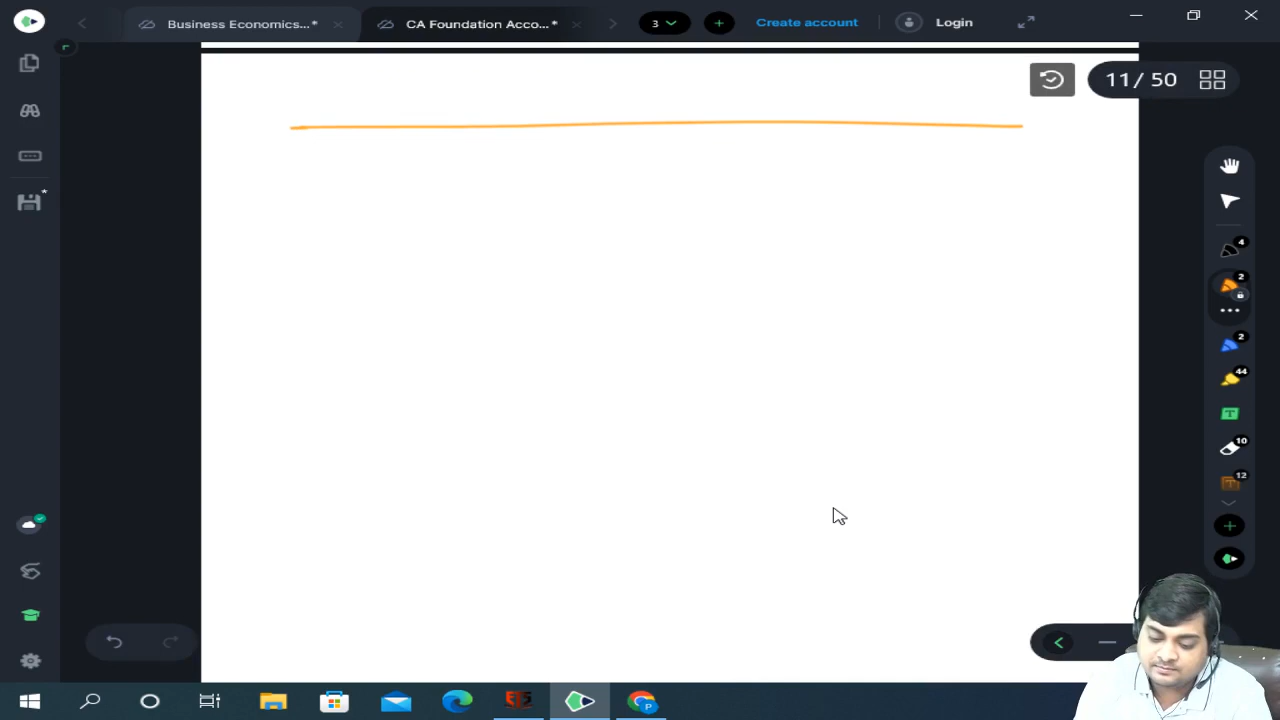 Business Economics...* CA Foundation Acco...* 3 Create account Login
11/ 50
4
2
2
44
T
10
T 12
P